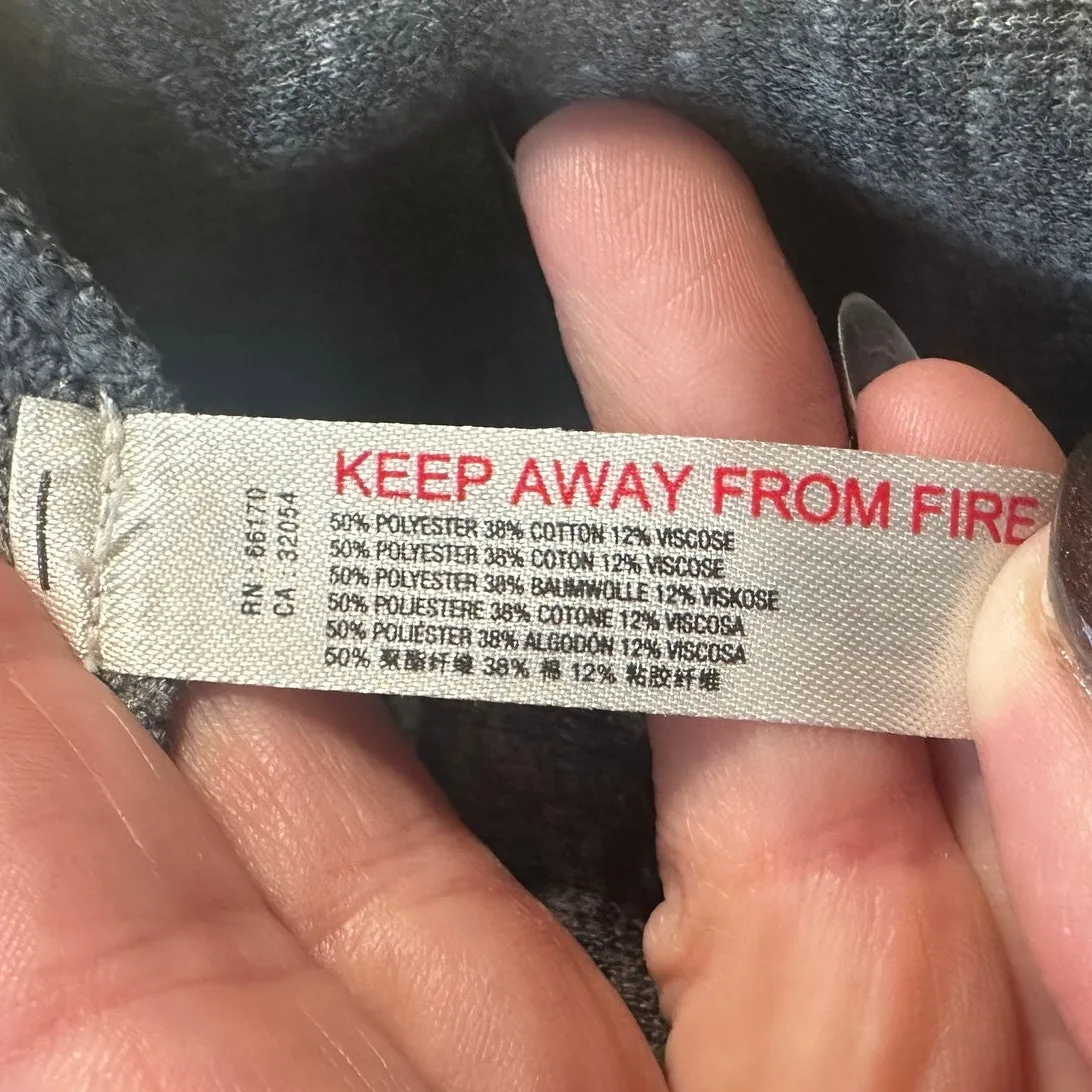 KEEP AWAY FROM FIRE
50% POLYESTER 38% COTTON 12% VISCOSE
50% POLYESTER 38% COTON 12% VISCOSE
50% POLYESTER 38% BAUMWOLLE 12% VISKOSE
50% POLIESTERE 38% COTONE 12% VISCOSA
50% POLIÉSTER 38% ALGODÓN 12% VISCOSA
50% 聚酯纤维 38% 棉 12% 粘胶纤维
RN : 66170
CA : 32054